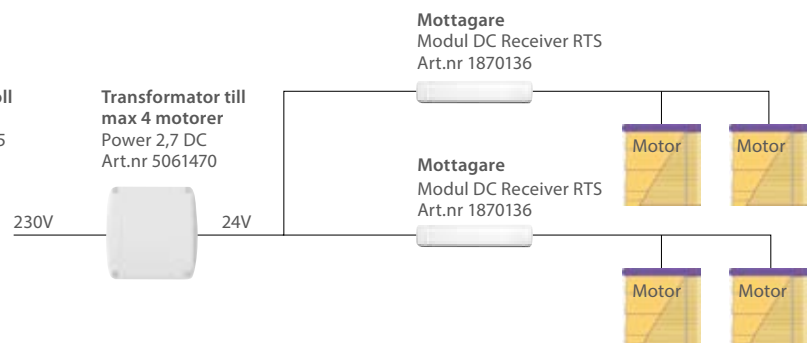 Mottagare
Modul DC Receiver RTS
Art.nr 1870136
Transformator till
max 4 motorer
Power 2,7 DC
Art.nr 5061470
Motor
Motor
Mottagare
Modul DC Receiver RTS
Art.nr 1870136
230V
24V
Motor
Motor